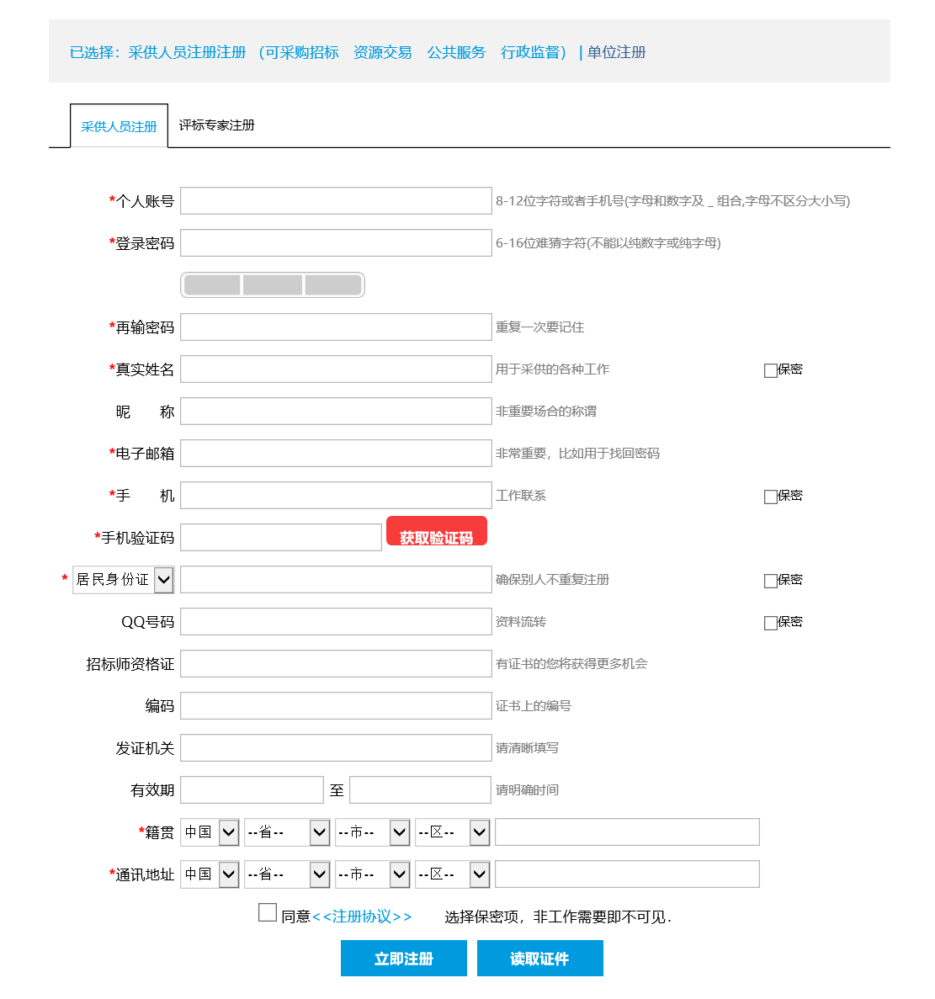 已选择：采供人员注册注册 （可采购招标 资源交易 公共服务 行政监督） | 单位注册
采供人员注册 评标专家注册
*个人账号 8-12位字符或者手机号(字母和数字及 _ 组合,字母不区分大小写)
*登录密码 6-16位难猜字符(不能以纯数字或纯字母)
*再输密码 重复一次要记住
*真实姓名 用于采供的各种工作 保密
昵 称 非重要场合的称谓
*电子邮箱 非常重要，比如用于找回密码
*手 机 工作联系 保密
*手机验证码 获取验证码
* 居民身份证 确保别人不重复注册 保密
QQ号码 资料流转 保密
招标师资格证 有证书的您将获得更多机会
编码 证书上的编号
发证机关 请清晰填写
有效期 至 请明确时间
*籍贯 中国 --省-- --市-- --区--
*通讯地址 中国 --省-- --市-- --区--
同意<<注册协议>> 选择保密项，非工作需要即不可见．
立即注册 读取证件